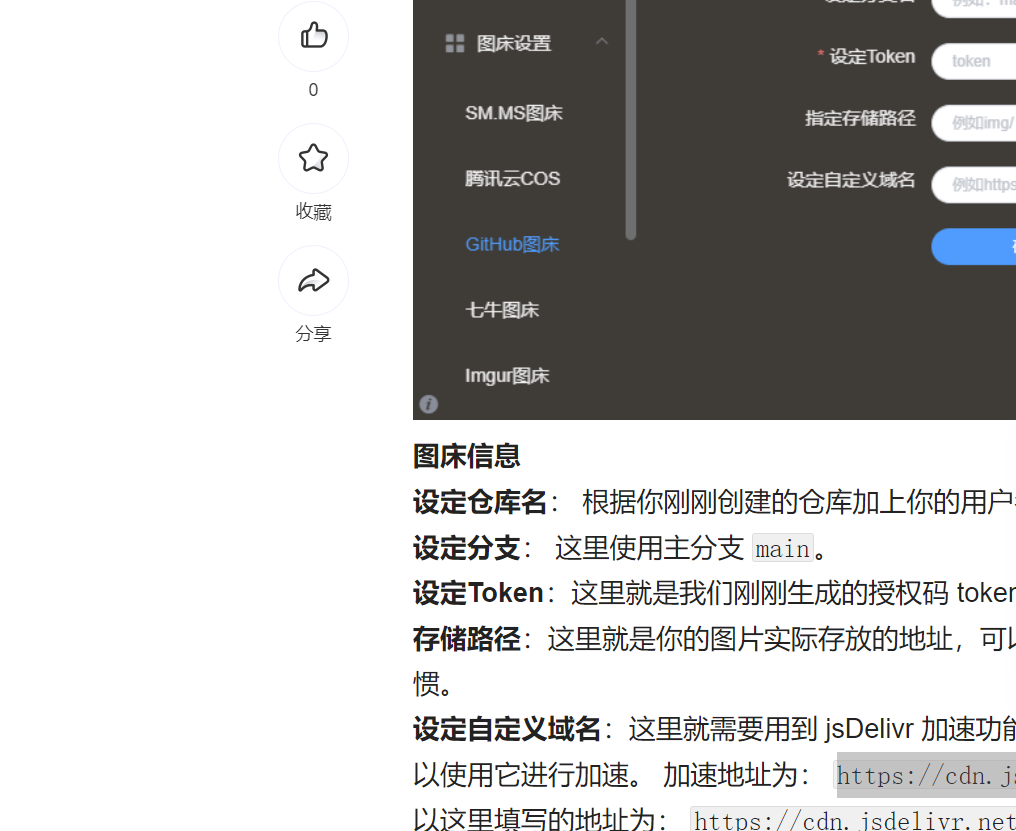 0
收藏
分享
图床设置
SM.MS图床
腾讯云COS
GitHub图床
七牛图床
Imgur图床
* 设定Token
token
指定存储路径
例如img/
设定自定义域名
例如https
图床信息
设定仓库名： 根据你刚刚创建的仓库加上你的用户
设定分支： 这里使用主分支 main。
设定Token：这里就是我们刚刚生成的授权码 token
存储路径：这里就是你的图片实际存放的地址，可以
惯。
设定自定义域名：这里就需要用到 jsDelivr 加速功能
以使用它进行加速。 加速地址为： https://cdn.js
以这里填写的地址为： https://cdn.jsdelivr.net